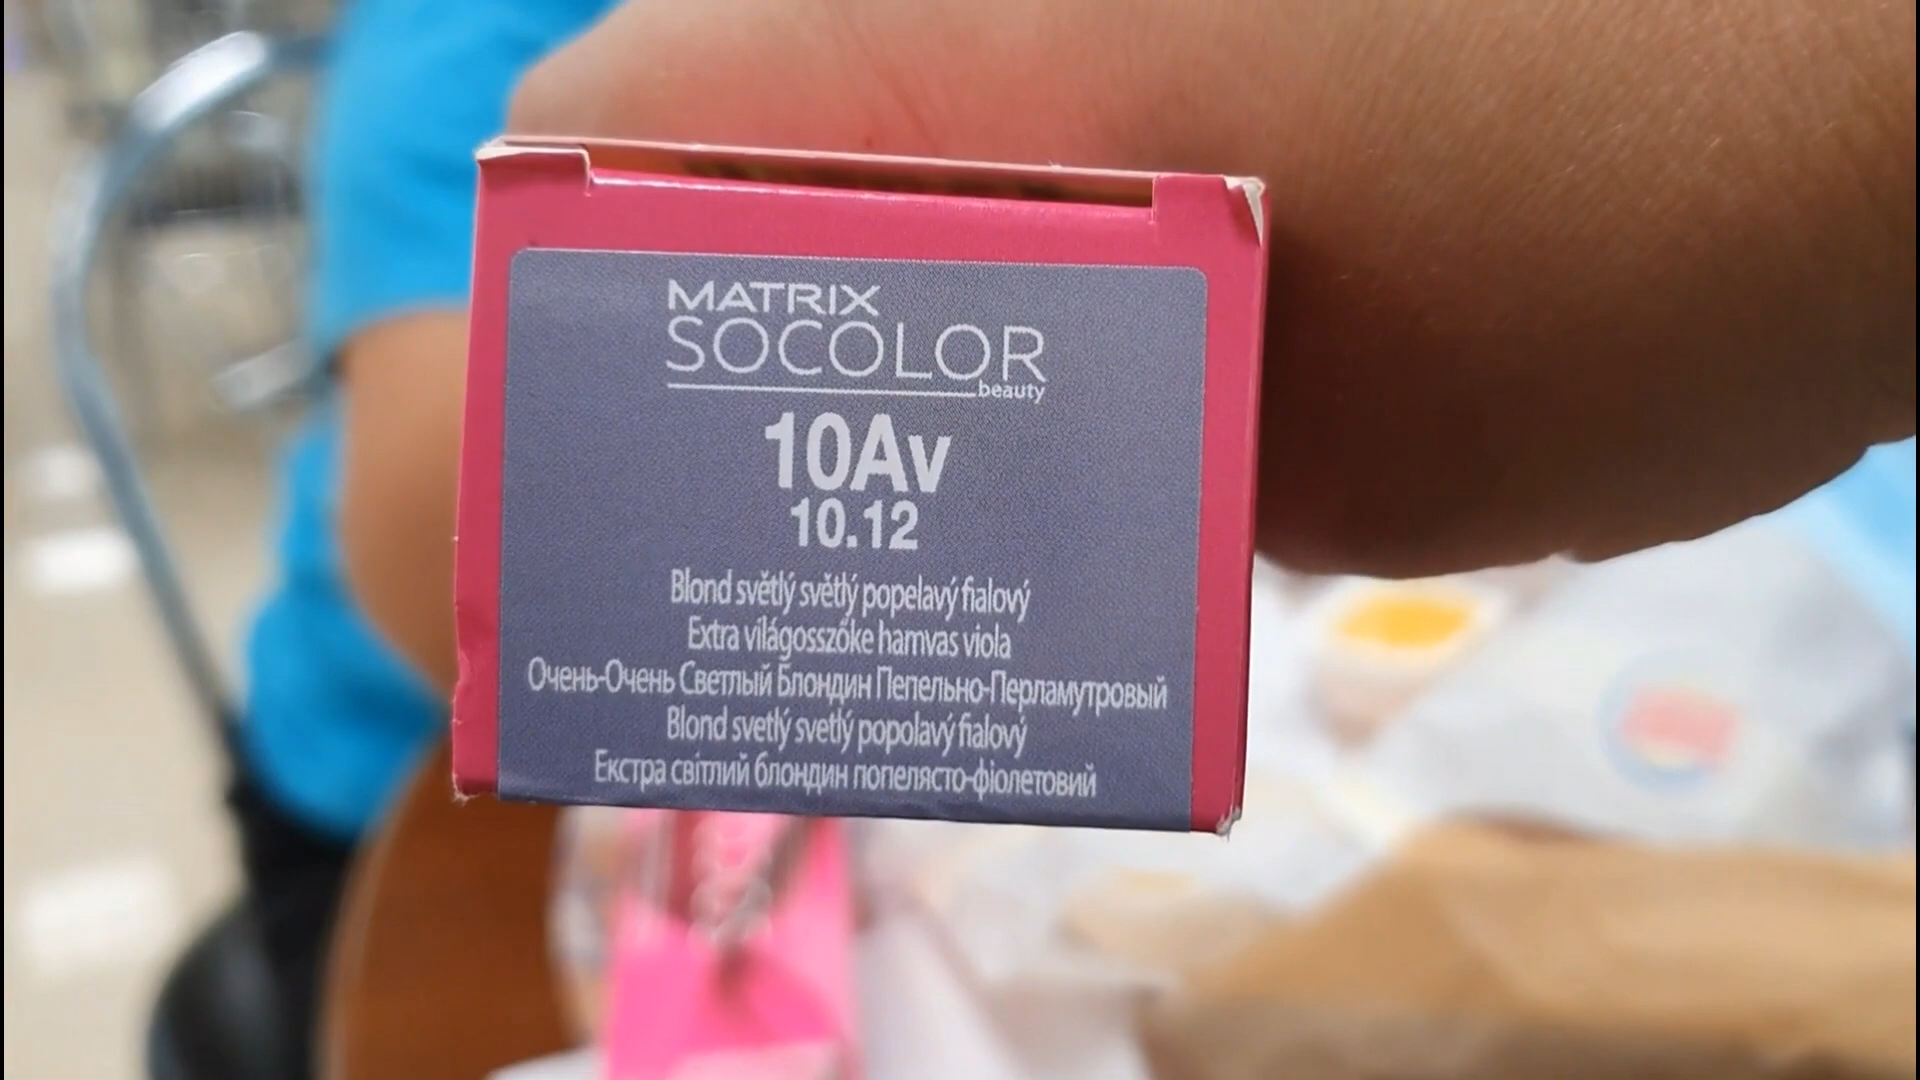 MATRIX
SOCOLOR
beauty
10Av
10.12
Blond světlý světlý popelavý fialový
Extra világosszőke hamvas viola
Очень-Очень Светлый Блондин Пепельно-Перламутровый
Blond svetlý svetlý popolavý fialový
Екстра світлий блондин попелясто-фіолетовий